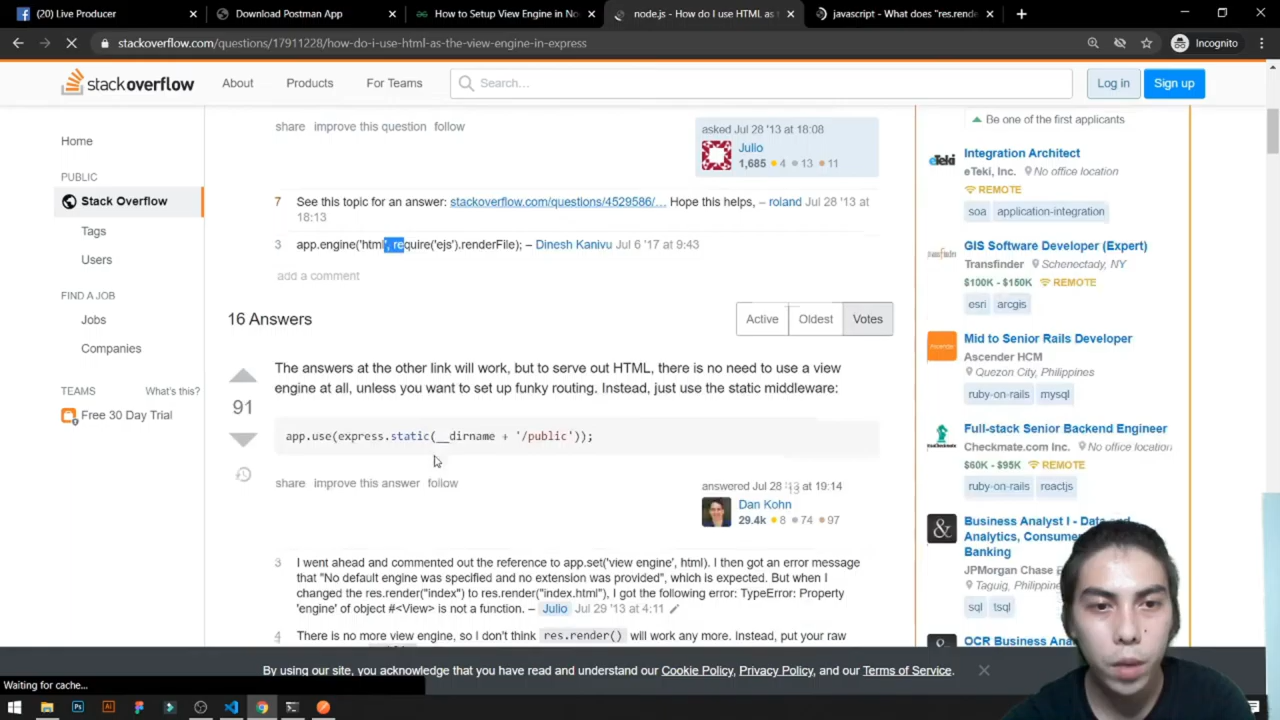 (20) Live Producer
Download Postman App
How to Setup View Engine in No
node.js - How do I use HTML as
javascript - What does "res.rende
stackoverflow.com/questions/17911228/how-do-i-use-html-as-the-view-engine-in-express
Incognito
stackoverflow
About
Products
For Teams
Search...
Log in
Sign up
Home
PUBLIC
Stack Overflow
Tags
Users
FIND A JOB
Jobs
Companies
TEAMS
What's this?
Free 30 Day Trial
share improve this question follow
asked Jul 28 '13 at 18:08
Julio
1,685 4 13 11
7 See this topic for an answer: stackoverflow.com/questions/4529586/... Hope this helps, – roland Jul 28 '13 at
18:13
3 app.engine('html', require('ejs').renderFile); – Dinesh Kanivu Jul 6 '17 at 9:43
add a comment
16 Answers
Active
Oldest
Votes
The answers at the other link will work, but to serve out HTML, there is no need to use a view
engine at all, unless you want to set up funky routing. Instead, just use the static middleware:
91
app.use(express.static(__dirname + '/public'));
share improve this answer follow
answered Jul 28 '13 at 19:14
Dan Kohn
29.4k 8 74 97
3 I went ahead and commented out the reference to app.set('view engine', html). I then got an error message
that "No default engine was specified and no extension was provided", which is expected. But when I
changed the res.render("index") to res.render("index.html"), I got the following error: TypeError: Property
'engine' of object #<View> is not a function. – Julio Jul 29 '13 at 4:11
4 There is no more view engine, so I don't think res.render() will work any more. Instead, put your raw
Be one of the first applicants
eTeki
Integration Architect
eTeki, Inc. No office location
REMOTE
soa application-integration
GIS Software Developer (Expert)
Transfinder Schenectady, NY
$100K - $150K REMOTE
esri arcgis
Mid to Senior Rails Developer
Ascender HCM
Quezon City, Philippines
ruby-on-rails mysql
Full-stack Senior Backend Engineer
Checkmate.com Inc. No office location
$60K - $95K REMOTE
ruby-on-rails reactjs
Business Analyst I - Data and
Analytics, Consumer
Banking
JPMorgan Chase
Taguig, Philippine
sql tsql
OCR Business Ana
By using our site, you acknowledge that you have read and understand our Cookie Policy, Privacy Policy, and our Terms of Service.
Waiting for cache...